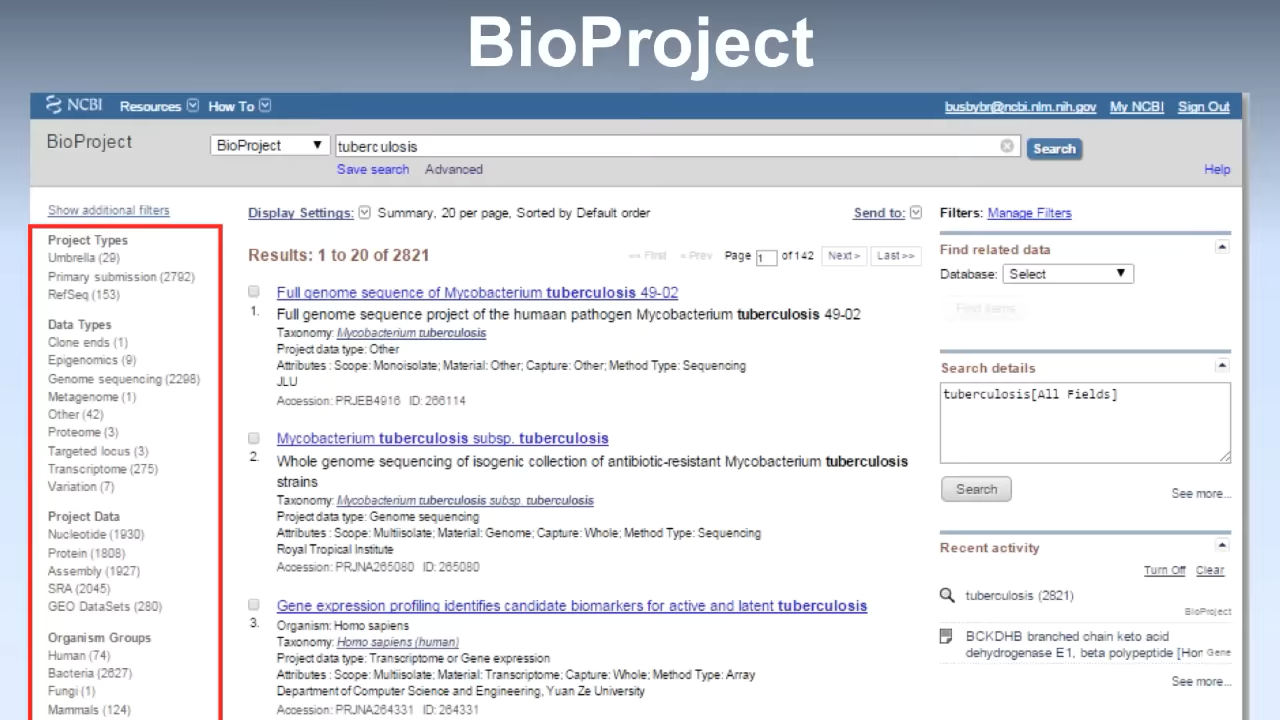 BioProject
NCBI Resources How To busbybr@ncbi.nlm.nih.gov My NCBI Sign Out
BioProject BioProject tuberculosis Search
Save search Advanced Help
Show additional filters
Project Types
Umbrella (29)
Primary submission (2792)
RefSeq (153)
Data Types
Clone ends (1)
Epigenomics (9)
Genome sequencing (2298)
Metagenome (1)
Other (42)
Proteome (3)
Targeted locus (3)
Transcriptome (275)
Variation (7)
Project Data
Nucleotide (1930)
Protein (1808)
Assembly (1927)
SRA (2045)
GEO DataSets (280)
Organism Groups
Human (74)
Bacteria (2627)
Fungi (1)
Mammals (124)
Display Settings: Summary, 20 per page, Sorted by Default order Send to:
Results: 1 to 20 of 2821 << First < Prev Page 1 of 142 Next > Last >>
Full genome sequence of Mycobacterium tuberculosis 49-02
1. Full genome sequence project of the humaan pathogen Mycobacterium tuberculosis 49-02
Taxonomy: Mycobacterium tuberculosis
Project data type: Other
Attributes : Scope: Monoisolate; Material: Other; Capture: Other; Method Type: Sequencing
JLU
Accession: PRJEB4916 ID: 266114
Mycobacterium tuberculosis subsp. tuberculosis
2. Whole genome sequencing of isogenic collection of antibiotic-resistant Mycobacterium tuberculosis
strains
Taxonomy: Mycobacterium tuberculosis subsp. tuberculosis
Project data type: Genome sequencing
Attributes : Scope: Multiisolate; Material: Genome; Capture: Whole; Method Type: Sequencing
Royal Tropical Institute
Accession: PRJNA265080 ID: 265080
Gene expression profiling identifies candidate biomarkers for active and latent tuberculosis
3. Organism: Homo sapiens
Taxonomy: Homo sapiens (human)
Project data type: Transcriptome or Gene expression
Attributes : Scope: Multiisolate; Material: Transcriptome; Capture: Whole; Method Type: Array
Department of Computer Science and Engineering, Yuan Ze University
Accession: PRJNA264331 ID: 264331
Filters: Manage Filters
Find related data
Database: Select
Find items
Search details
tuberculosis[All Fields]
Search See more...
Recent activity
Turn Off Clear
tuberculosis (2821)
BioProject
BCKDHB branched chain keto acid
dehydrogenase E1, beta polypeptide [Hor Gene
See more...